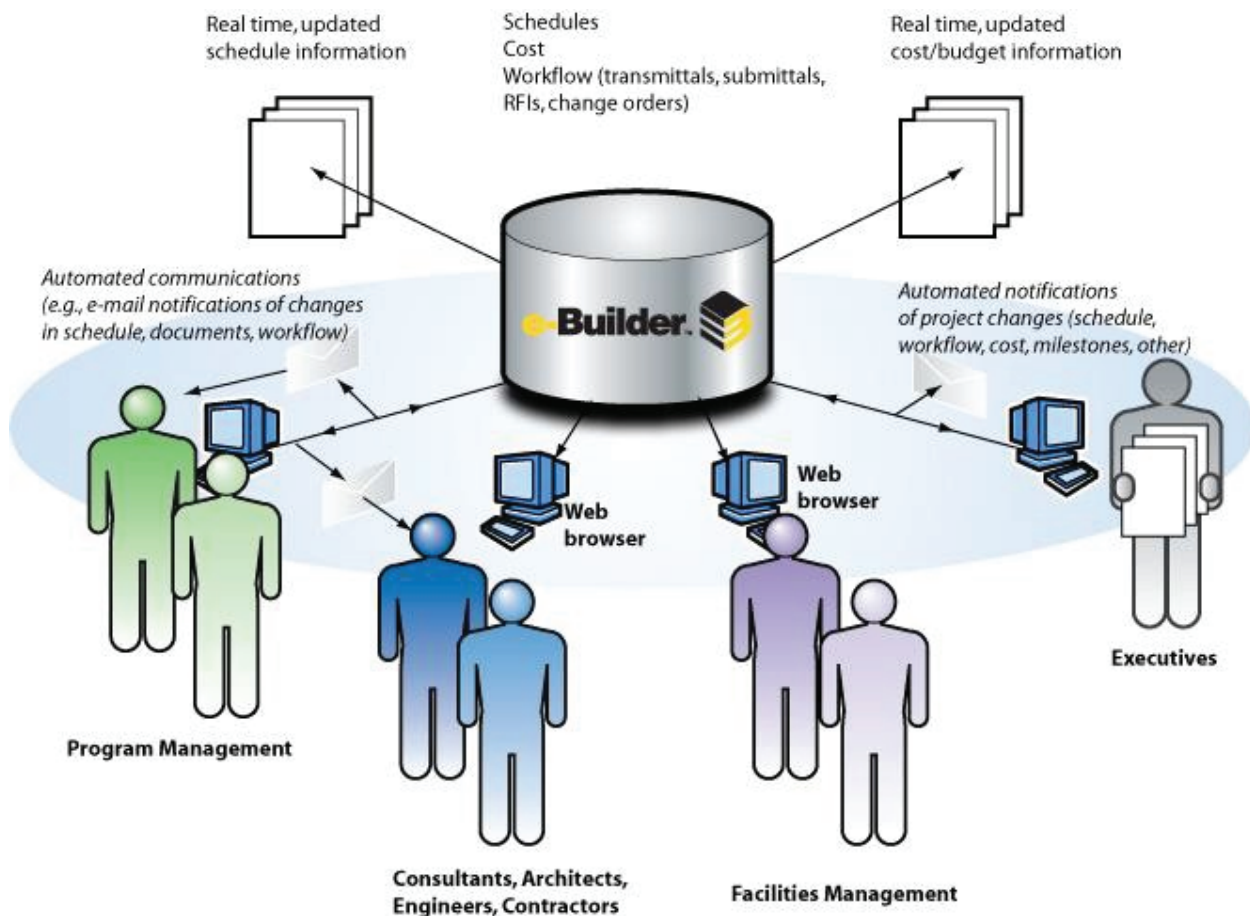 Real time, updated
schedule information
Schedules
Cost
Workflow (transmittals, submittals,
RFIs, change orders)
Real time, updated
cost/budget information
Automated communications
(e.g., e-mail notifications of changes
in schedule, documents, workflow)
e-Builder™
Automated notifications
of project changes (schedule,
workflow, cost, milestones, other)
Web
browser
Web
browser
Executives
Program Management
Consultants, Architects,
Engineers, Contractors
Facilities Management